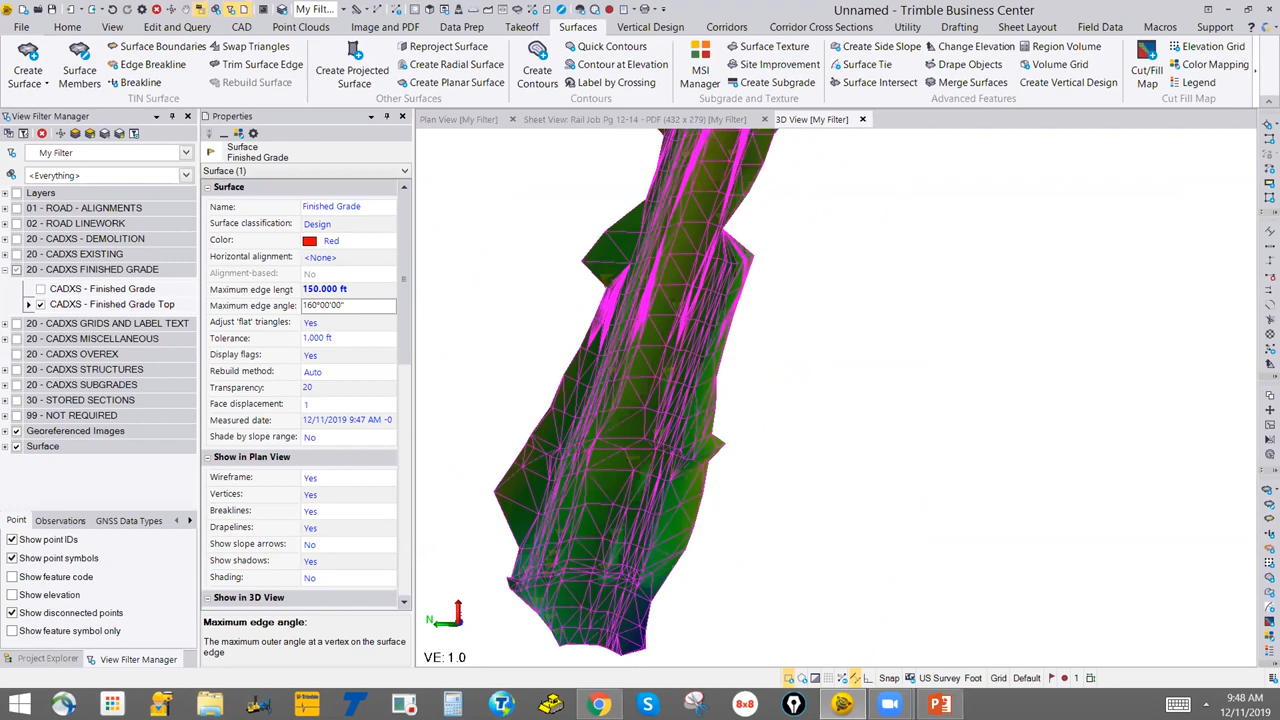 My Filt...
Unnamed - Trimble Business Center
File Home Edit and Query CAD Point Clouds Image and PDF Data Prep Takeoff Surfaces Vertical Design Corridors Corridor Cross Sections Utility Drafting Sheet Layout Field Data Macros Support
Create Surface
Surface Members
Surface Boundaries
Edge Breakline
Breakline
Swap Triangles
Trim Surface Edge
Rebuild Surface
TIN Surface
Create Projected Surface
Reproject Surface
Create Radial Surface
Create Planar Surface
Other Surfaces
Create Contours
Quick Contours
Contour at Elevation
Label by Crossing
Contours
MSI Manager
Surface Texture
Site Improvement
Create Subgrade
Subgrade and Texture
Create Side Slope
Surface Tie
Surface Intersect
Change Elevation
Drape Objects
Merge Surfaces
Region Volume
Volume Grid
Create Vertical Design
Advanced Features
Cut/Fill Map
Elevation Grid
Color Mapping
Legend
Cut Fill Map
View Filter Manager
My Filter
<Everything>
Layers
01 - ROAD - ALIGNMENTS
02 - ROAD LINEWORK
20 - CADXS - DEMOLITION
20 - CADXS EXISTING
20 - CADXS FINISHED GRADE
CADXS - Finished Grade
CADXS - Finished Grade Top
20 - CADXS GRIDS AND LABEL TEXT
20 - CADXS MISCELLANEOUS
20 - CADXS OVEREX
20 - CADXS STRUCTURES
20 - CADXS SUBGRADES
30 - STORED SECTIONS
99 - NOT REQUIRED
Georeferenced Images
Surface
Point Observations GNSS Data Types
Show point IDs
Show point symbols
Show feature code
Show elevation
Show disconnected points
Show feature symbol only
Project Explorer View Filter Manager
Properties
Surface
Finished Grade
Surface (1)
Surface
Name: Finished Grade
Surface classification: Design
Color: Red
Horizontal alignment: <None>
Alignment-based: No
Maximum edge lengt 150.000 ft
Maximum edge angle: 160°00'00"
Adjust 'flat' triangles: Yes
Tolerance: 1.000 ft
Display flags: Yes
Rebuild method: Auto
Transparency: 20
Face displacement: 1
Measured date: 12/11/2019 9:47 AM -0
Shade by slope range: No
Show in Plan View
Wireframe: Yes
Vertices: Yes
Breaklines: Yes
Drapelines: Yes
Show slope arrows: No
Show shadows: Yes
Shading: No
Show in 3D View
Maximum edge angle:
The maximum outer angle at a vertex on the surface
edge
Plan View [My Filter] Sheet View: Rail Job Pg 12-14 - PDF (432 x 279) [My Filter] 3D View [My Filter]
N
VE: 1.0
Snap US Survey Foot Grid Default 1
8x8
9:48 AM
12/11/2019